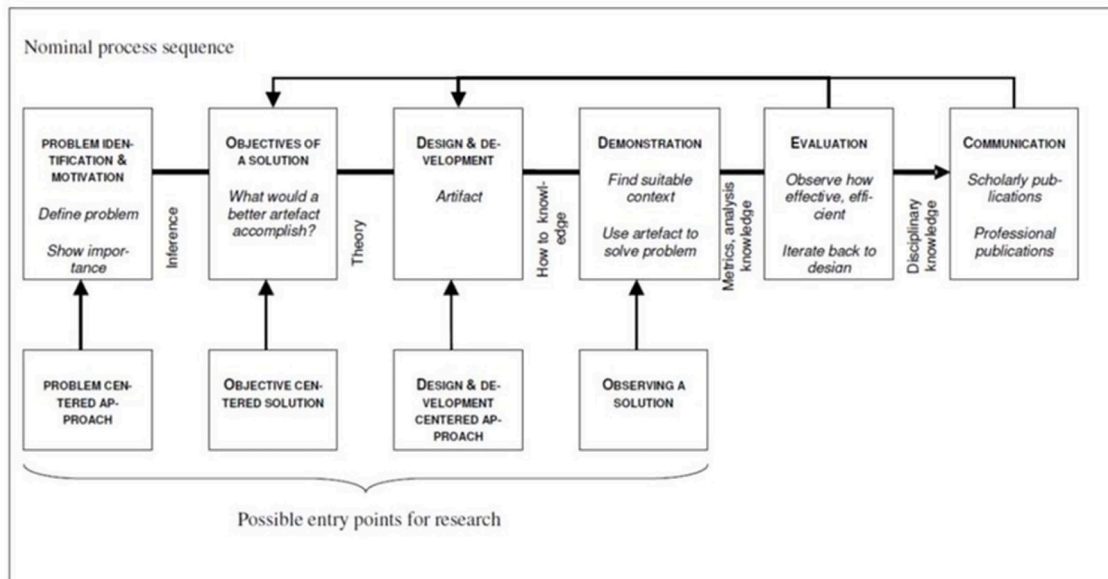 Nominal process sequence
PROBLEM IDEN-
TIFICATION &
MOTIVATION
Define problem
Show impor-
tance
Inference
OBJECTIVES OF
A SOLUTION
What would a
better artefact
accomplish?
Theory
DESIGN & DE-
VELOPMENT
Artifact
How to knowl-
edge
DEMONSTRATION
Find suitable
context
Use artefact to
solve problem
Metrics, analysis
knowledge
EVALUATION
Observe how
effective, effi-
cient
Iterate back to
design
Disciplinary
knowledge
COMMUNICATION
Scholarly pub-
lications
Professional
publications
PROBLEM CEN-
TERED AP-
PROACH
OBJECTIVE CEN-
TERED SOLUTION
DESIGN & DE-
VELOPMENT
CENTERED AP-
PROACH
OBSERVING A
SOLUTION
Possible entry points for research